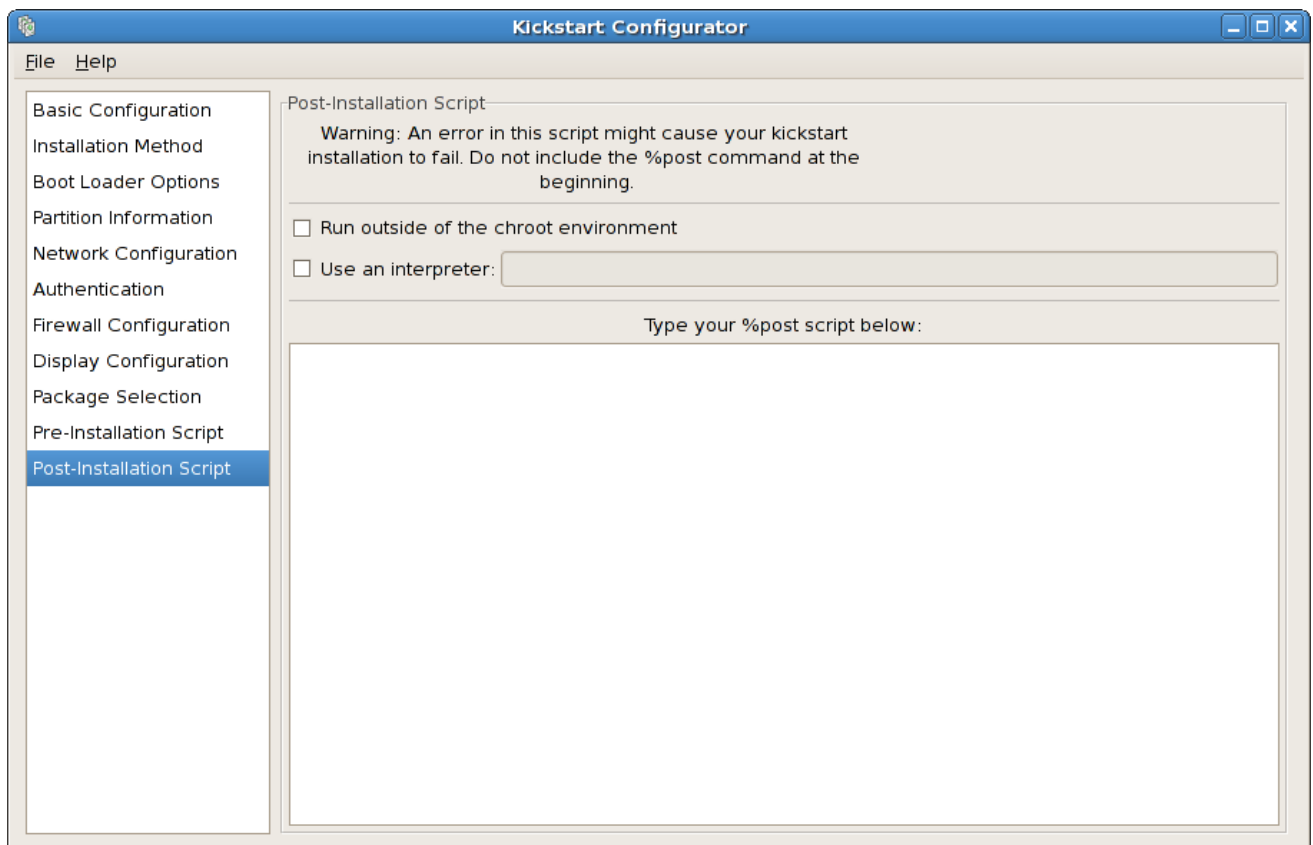 Kickstart Configurator
File Help
Basic Configuration
Installation Method
Boot Loader Options
Partition Information
Network Configuration
Authentication
Firewall Configuration
Display Configuration
Package Selection
Pre-Installation Script
Post-Installation Script
Post-Installation Script
Warning: An error in this script might cause your kickstart
installation to fail. Do not include the %post command at the
beginning.
Run outside of the chroot environment
Use an interpreter:
Type your %post script below: